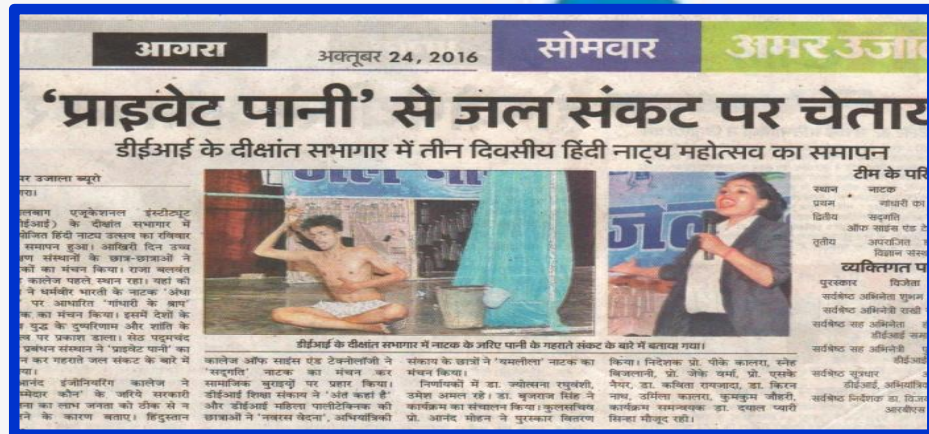 आगरा
अक्तूबर 24, 2016
सोमवार
अमर उजा
'प्राइवेट पानी' से जल संकट पर चेताय
डीईआई के दीक्षांत सभागार में तीन दिवसीय हिंदी नाट्य महोत्सव का समापन
उजाला ब्यूरो
एजूकेशनल इंस्टीट्यूट
के दीक्षांत सभागार में
हिंदी नाट्य उत्सव का रविवार
समापन हुआ। आखिरी दिन उच्च
संस्थानों के छात्र-छात्राओं ने
का मंचन किया। राजा बलवंत
कालेज पहले स्थान रहा। यहां की
ने धर्मवीर भारती के नाटक 'अंधा
पर आधारित 'गांधारी के श्राप'
का मंचन किया। इसमें देशों के
युद्ध के दुष्परिणाम और शांति के
पर प्रकाश डाला। सेठ पदमचंद
प्रबंधन संस्थान ने 'प्राइवेट पानी' का
कर गहराते जल संकट के बारे में
इंजीनियरिंग कालेज ने
कौन' के जरिये सरकारी
का लाभ जनता को ठीक से न
के कारण बताए। हिंदुस्तान
डीईआई के दीक्षांत सभागार में नाटक के जरिए पानी के गहराते संकट के बारे में बताया गया।
कालेज ऑफ साइंस एंड टेक्नोलॉजी ने
'सद्गति' नाटक का मंचन कर
सामाजिक बुराइयों पर प्रहार किया।
डीईआई शिक्षा संकाय ने 'अंत कहां है'
और डीईआई महिला पालीटेक्निक की
छात्राओं ने 'नवरस वेदना', अभियांत्रिकी
संकाय के छात्रों ने 'यमलीला' नाटक का
मंचन किया।
निर्णायकों में डा. ज्योत्सना रघुवंशी,
उमेश अमल रहे। डा. बृजराज सिंह ने
कार्यक्रम का संचालन किया। कुलसचिव
प्रो. आनंद मोहन ने पुरस्कार वितरण
किया। निदेशक प्रो. पीके कालरा, स्नेह
बिजलानी, प्रो. जेके वर्मा, प्रो. एसके
नैयर, डा. कविता रायजादा, डा. किरन
नाथ, उर्मिला कालरा, कुमकुम जौहरी,
कार्यक्रम समन्वयक डा. दयाल प्यारी
सिन्हा मौजूद रहीं।
टीम के परि
स्थान नाटक
प्रथम गांधारी का
द्वितीय सद्गति
ऑफ साइंस एंड टे
तृतीय अपराजित
विज्ञान संस्
व्यक्तिगत प
पुरस्कार विजेता
सर्वश्रेष्ठ अभिनेता शुभम
सर्वश्रेष्ठ अभिनेत्री राखी
सर्वश्रेष्ठ सह अभिनेता
डीईआई
सर्वश्रेष्ठ सह अभिनेत्री
डीईआई
सर्वश्रेष्ठ सूत्रधार
डीईआई, अभियांत्रि
सर्वश्रेष्ठ निर्देशक डा. विज
आरबीएस